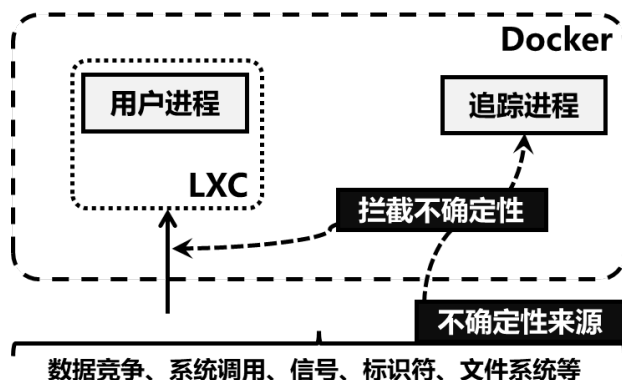 Docker
用户进程
追踪进程
LXC
拦截不确定性
不确定性来源
数据竞争、系统调用、信号、标识符、文件系统等